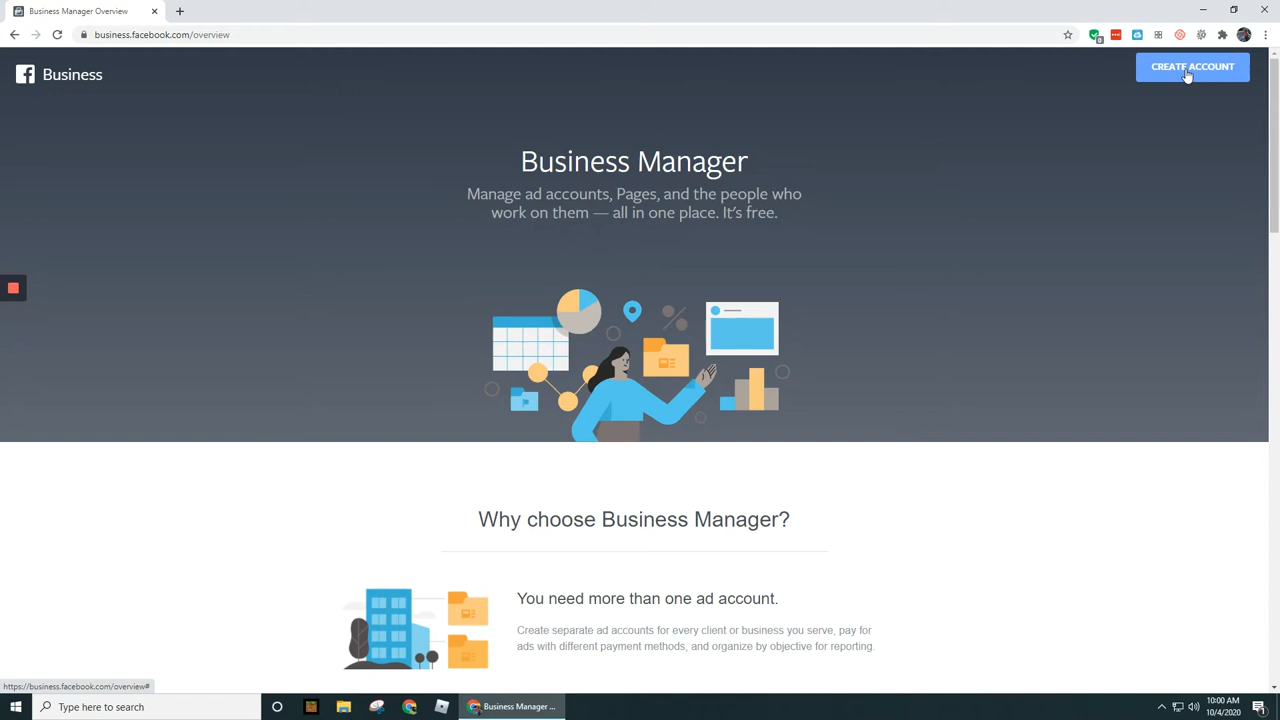 Business Manager Overview
business.facebook.com/overview
Business
CREATE ACCOUNT
Business Manager
Manage ad accounts, Pages, and the people who
work on them — all in one place. It's free.
Why choose Business Manager?
You need more than one ad account.
Create separate ad accounts for every client or business you serve, pay for
ads with different payment methods, and organize by objective for reporting.
https://business.facebook.com/overview#
Type here to search
Business Manager ...
10:00 AM
10/4/2020